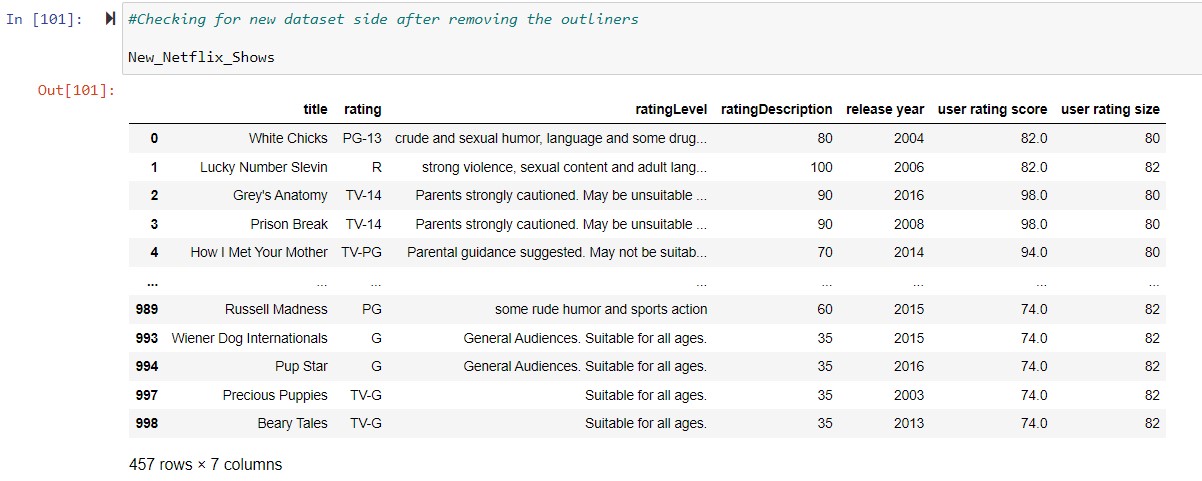 In [101]: #Checking for new dataset side after removing the outliners
New_Netflix_Shows
Out[101]:
title rating ratingLevel ratingDescription release year user rating score user rating size
0 White Chicks PG-13 crude and sexual humor, language and some drug... 80 2004 82.0 80
1 Lucky Number Slevin R strong violence, sexual content and adult lang... 100 2006 82.0 82
2 Grey's Anatomy TV-14 Parents strongly cautioned. May be unsuitable ... 90 2016 98.0 80
3 Prison Break TV-14 Parents strongly cautioned. May be unsuitable ... 90 2008 98.0 80
4 How I Met Your Mother TV-PG Parental guidance suggested. May not be suitab... 70 2014 94.0 80
... ... ... ... ... ... ... ...
989 Russell Madness PG some rude humor and sports action 60 2015 74.0 82
993 Wiener Dog Internationals G General Audiences. Suitable for all ages. 35 2015 74.0 82
994 Pup Star G General Audiences. Suitable for all ages. 35 2016 74.0 82
997 Precious Puppies TV-G Suitable for all ages. 35 2003 74.0 82
998 Beary Tales TV-G Suitable for all ages. 35 2013 74.0 82
457 rows × 7 columns